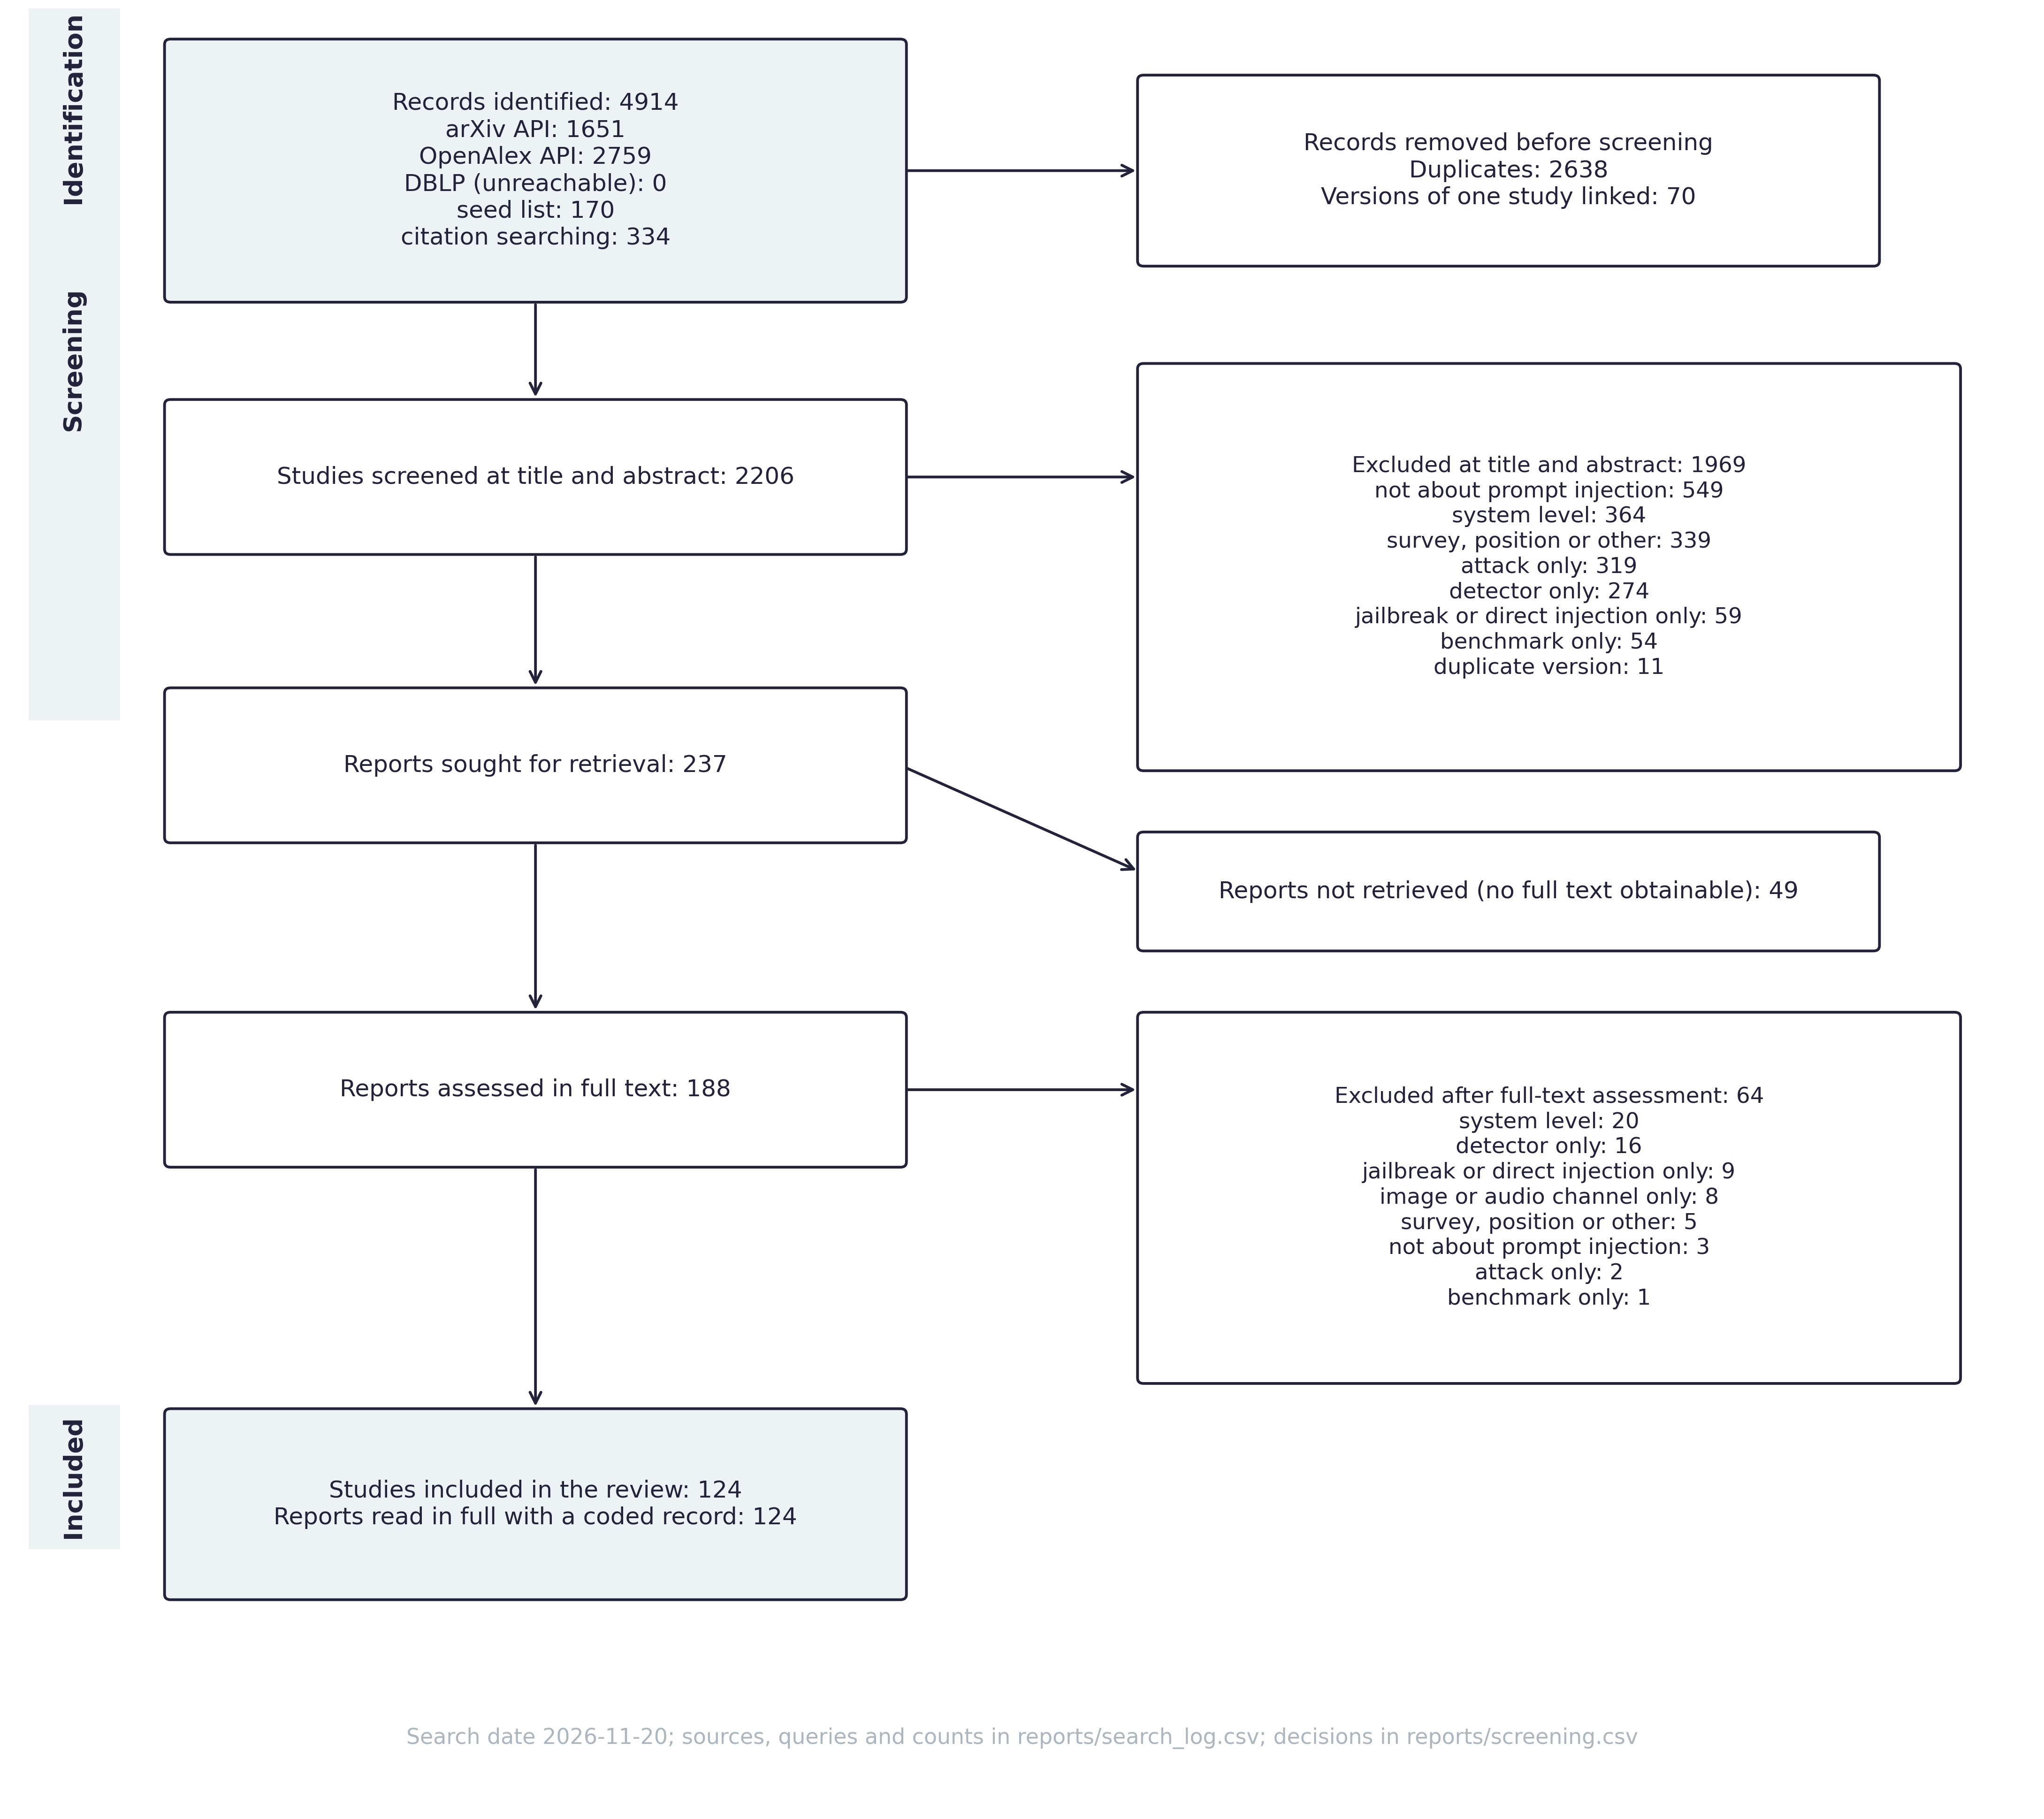 Identification
Records identified: 4914
arXiv API: 1651
OpenAlex API: 2759
DBLP (unreachable): 0
seed list: 170
citation searching: 334
Records removed before screening
Duplicates: 2638
Versions of one study linked: 70
Screening
Studies screened at title and abstract: 2206
Excluded at title and abstract: 1969
not about prompt injection: 549
system level: 364
survey, position or other: 339
attack only: 319
detector only: 274
jailbreak or direct injection only: 59
benchmark only: 54
duplicate version: 11
Reports sought for retrieval: 237
Reports not retrieved (no full text obtainable): 49
Reports assessed in full text: 188
Excluded after full-text assessment: 64
system level: 20
detector only: 16
jailbreak or direct injection only: 9
image or audio channel only: 8
survey, position or other: 5
not about prompt injection: 3
attack only: 2
benchmark only: 1
Included
Studies included in the review: 124
Reports read in full with a coded record: 124
Search date 2026-11-20; sources, queries and counts in reports/search_log.csv; decisions in reports/screening.csv